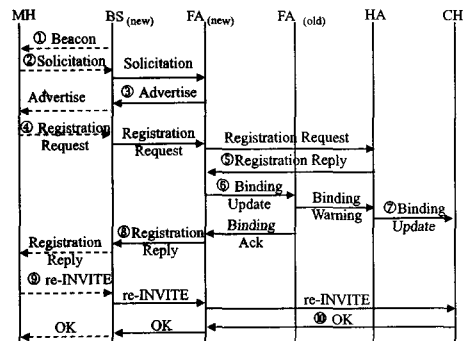 MH BS (new) FA (new) FA (old) HA CH
① Beacon
②Solicitation Solicitation
Advertise ③ Advertise
④ Registration Request Registration Request Registration Request
⑤Registration Reply
⑥ Binding Update Binding Warning ⑦Binding Update
Binding Ack
Registration Reply ⑧Registration Reply
⑨ re-INVITE re-INVITE re-INVITE
OK OK ⑩ OK